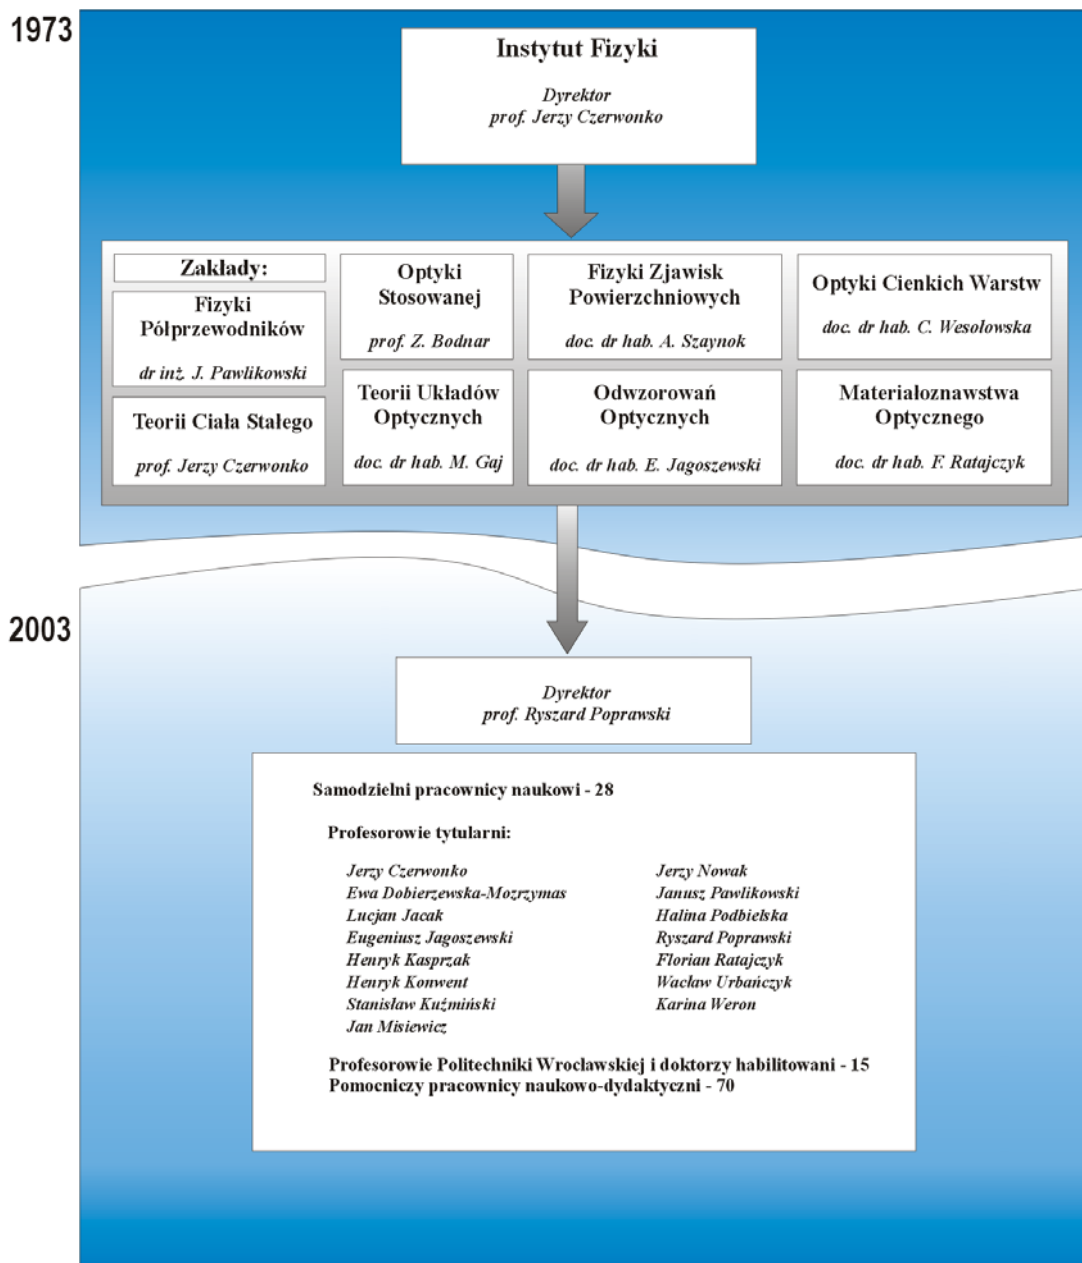 1973
Instytut Fizyki
Dyrektor
prof. Jerzy Czerwonko
Zakłady:
Fizyki
Półprzewodników
dr inż. J. Pawlikowski
Teorii Ciała Stałego
prof. Jerzy Czerwonko
Optyki
Stosowanej
prof. Z. Bodnar
Teorii Układów
Optycznych
doc. dr hab. M. Gaj
Fizyki Zjawisk
Powierzchniowych
doc. dr hab. A. Szaynok
Odwzorowań
Optycznych
doc. dr hab. E. Jagoszewski
Optyki Cienkich Warstw
doc. dr hab. C. Wesołowska
Materiałoznawstwa
Optycznego
doc. dr hab. F. Ratajczyk
2003
Dyrektor
prof. Ryszard Poprawski
Samodzielni pracownicy naukowi - 28
Profesorowie tytularni:
Jerzy Czerwonko
Ewa Dobierzewska-Mozrzymas
Lucjan Jacak
Eugeniusz Jagoszewski
Henryk Kasprzak
Henryk Konwent
Stanisław Kuźmiński
Jan Misiewicz
Jerzy Nowak
Janusz Pawlikowski
Halina Podbielska
Ryszard Poprawski
Florian Ratajczyk
Wacław Urbańczyk
Karina Weron
Profesorowie Politechniki Wrocławskiej i doktorzy habilitowani - 15
Pomocniczy pracownicy naukowo-dydaktyczni - 70